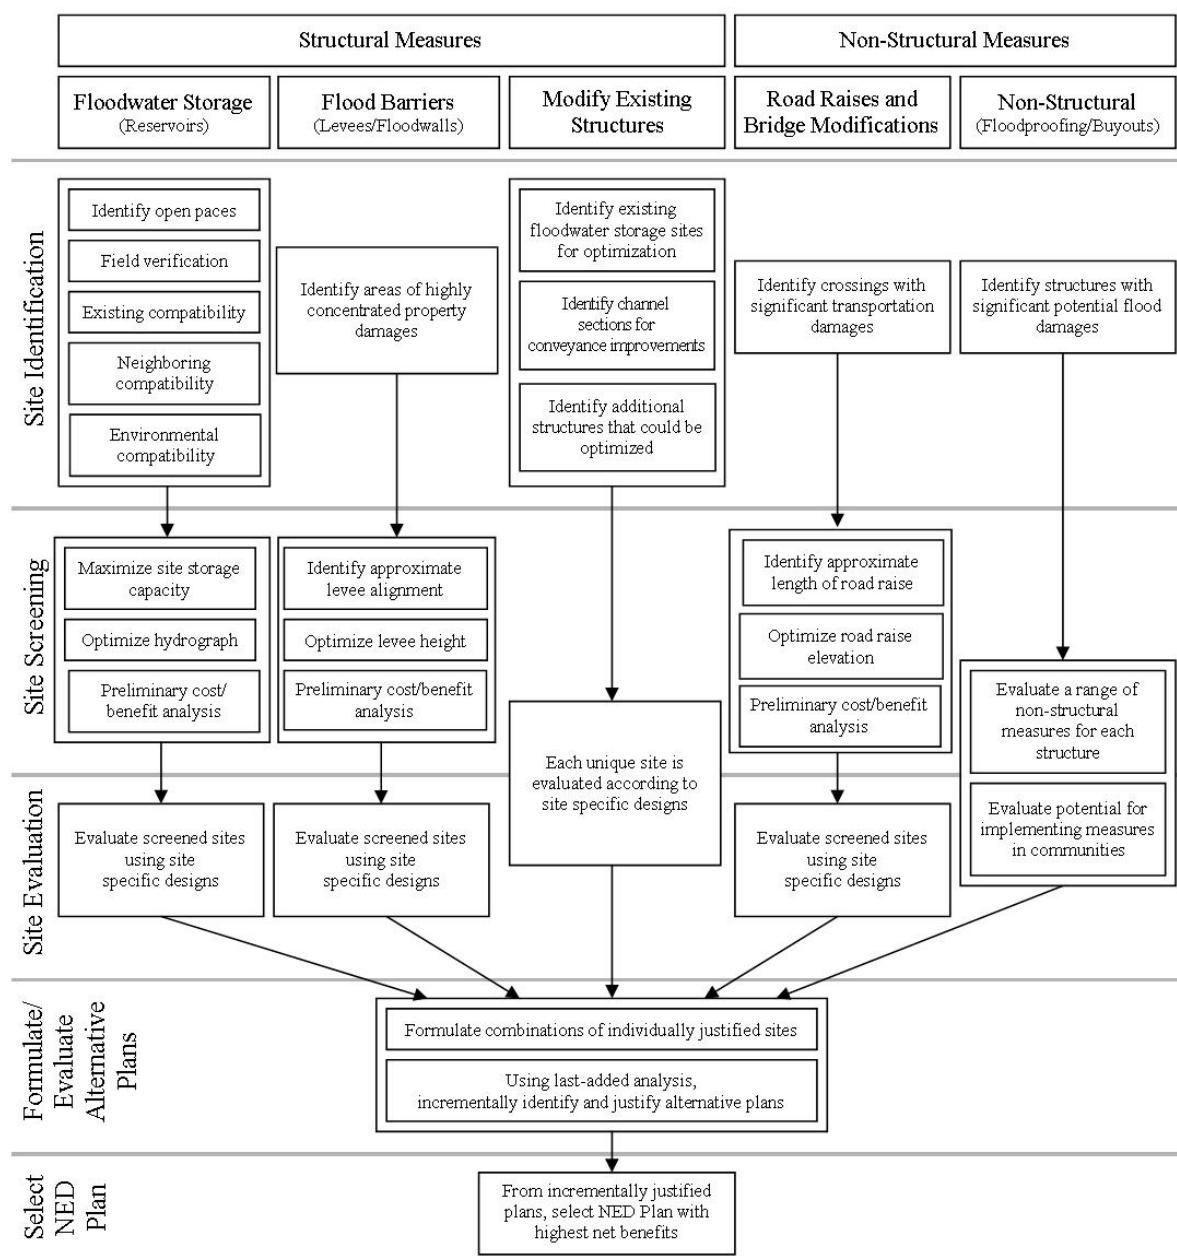 Structural Measures
Non-Structural Measures
Floodwater Storage
(Reservoirs)
Flood Barriers
(Levees/Floodwalls)
Modify Existing
Structures
Road Raises and
Bridge Modifications
Non-Structural
(Floodproofing/Buyouts)
Site Identification
Identify open paces
Field verification
Existing compatibility
Neighboring
compatibility
Environmental
compatibility
Identify areas of highly
concentrated property
damages
Identify existing
floodwater storage sites
for optimization
Identify channel
sections for
conveyance improvements
Identify additional
structures that could be
optimized
Identify crossings with
significant transportation
damages
Identify structures with
significant potential flood
damages
Site Screening
Maximize site storage
capacity
Optimize hydrograph
Preliminary cost/
benefit analysis
Identify approximate
levee alignment
Optimize levee height
Preliminary cost/benefit
analysis
Each unique site is
evaluated according to
site specific designs
Identify approximate
length of road raise
Optimize road raise
elevation
Preliminary cost/benefit
analysis
Evaluate a range of
non-structural
measures for each
structure
Evaluate potential for
implementing measures
in communities
Site Evaluation
Evaluate screened sites
using site
specific designs
Evaluate screened sites
using site
specific designs
Evaluate screened sites
using site
specific designs
Formulate/
Evaluate
Alternative
Plans
Formulate combinations of individually justified sites
Using last-added analysis,
incrementally identify and justify alternative plans
Select
NED
Plan
From incrementally justified
plans, select NED Plan with
highest net benefits